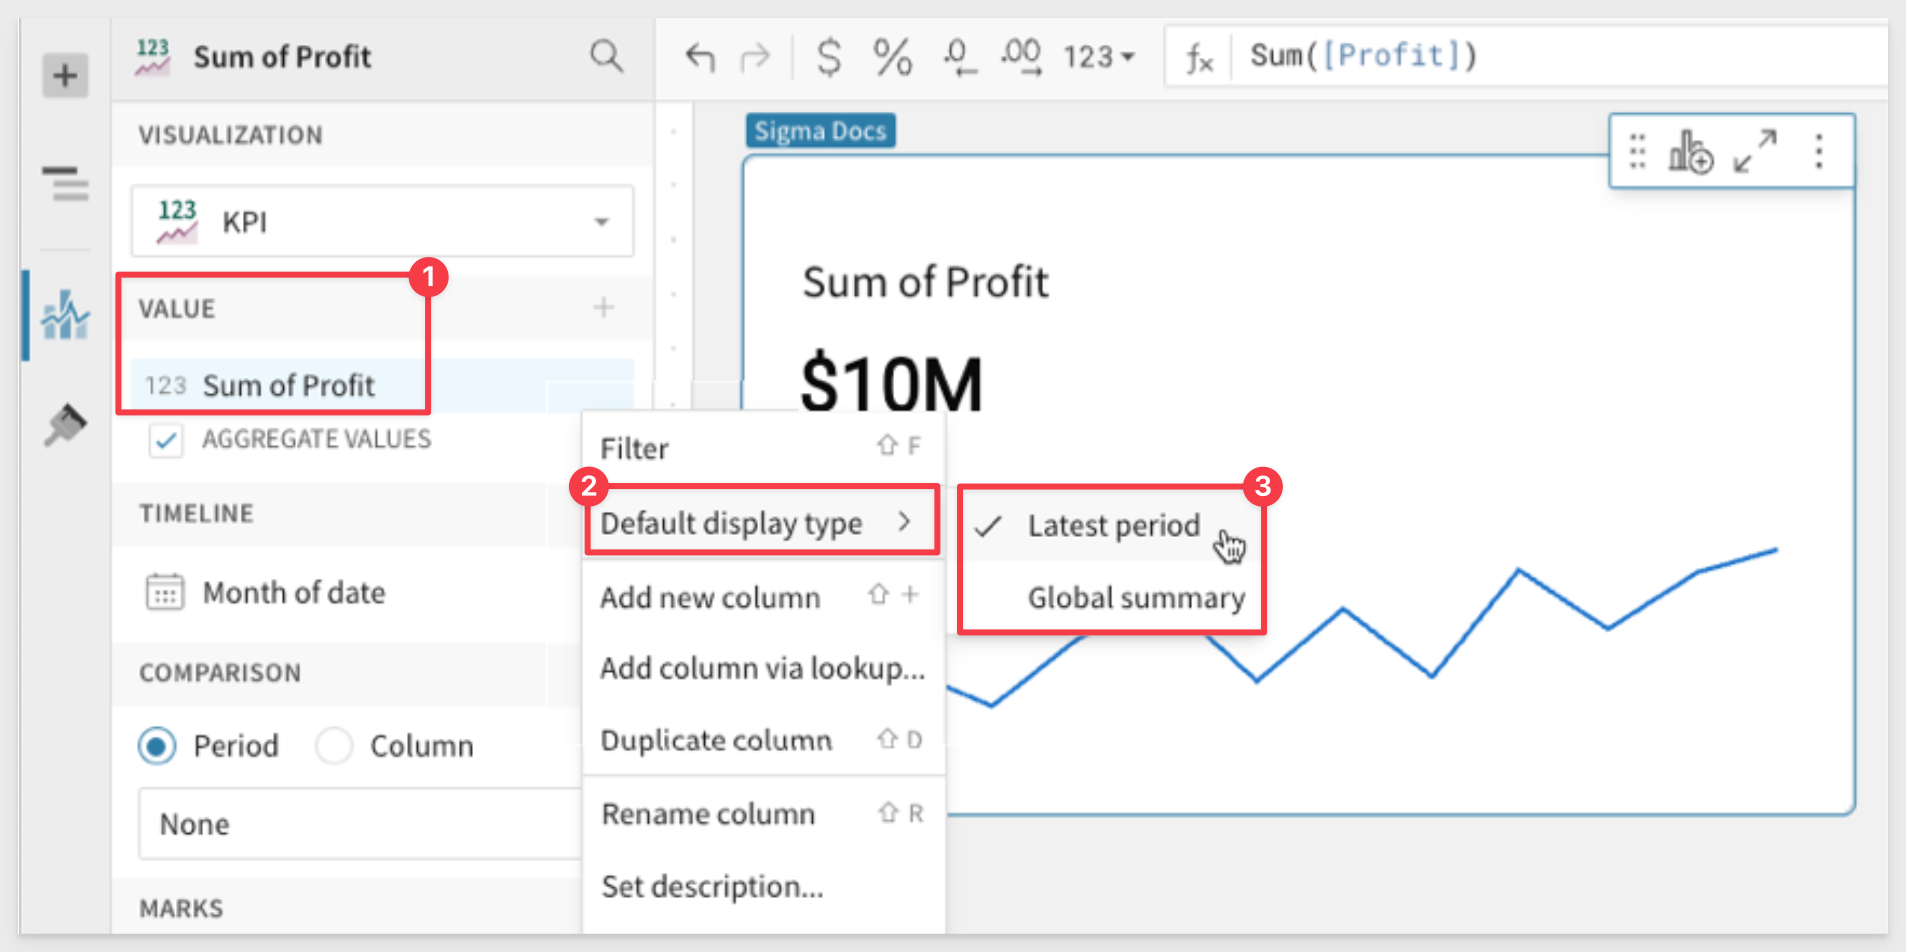 123 Sum of Profit
$ % .0 .00 123 fx Sum([Profit])
VISUALIZATION
123 KPI
VALUE
1
123 Sum of Profit
AGGREGATE VALUES
TIMELINE
Month of date
COMPARISON
Period Column
None
MARKS
Filter F
2
Default display type
Add new column +
Add column via lookup...
Duplicate column D
Rename column R
Set description...
3
Latest period
Global summary
Sigma Docs
Sum of Profit
$10M